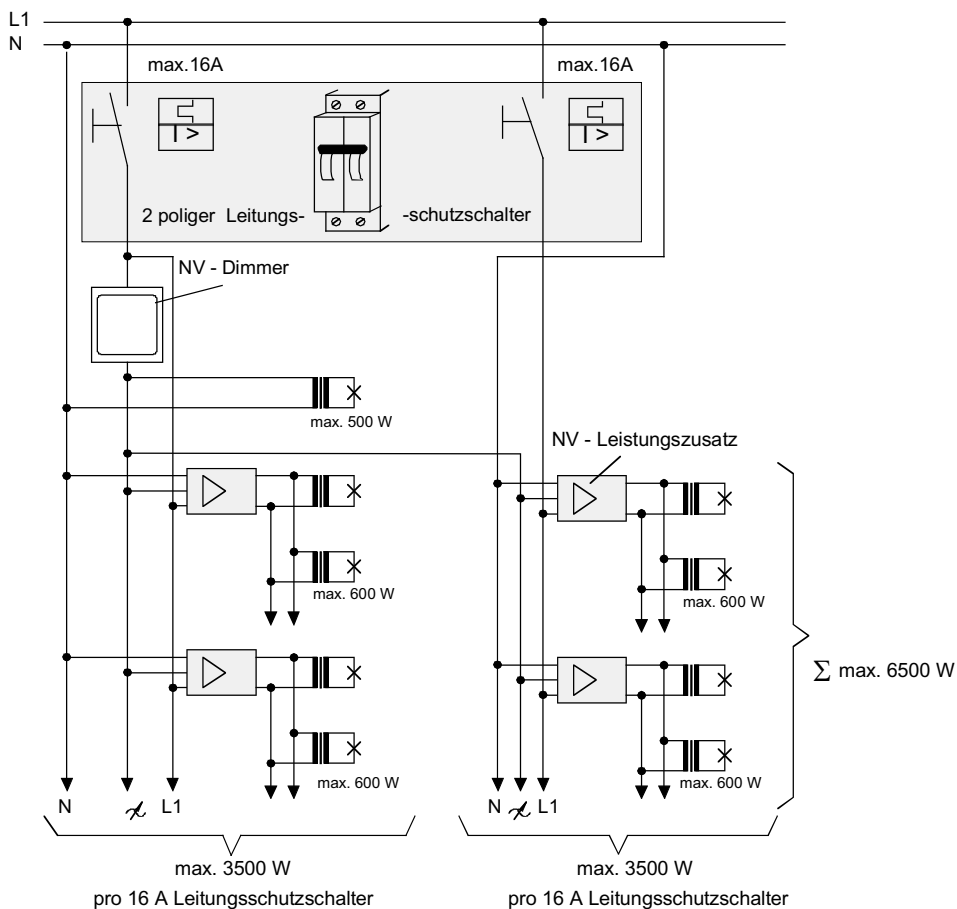 L1
N
max.16A
max.16A
I >
I >
2 poliger Leitungs- -schutzschalter
NV - Dimmer
max. 500 W
NV - Leistungszusatz
max. 600 W
max. 600 W
Σ max. 6500 W
max. 600 W
max. 600 W
N L1
N L1
max. 3500 W
max. 3500 W
pro 16 A Leitungsschutzschalter
pro 16 A Leitungsschutzschalter